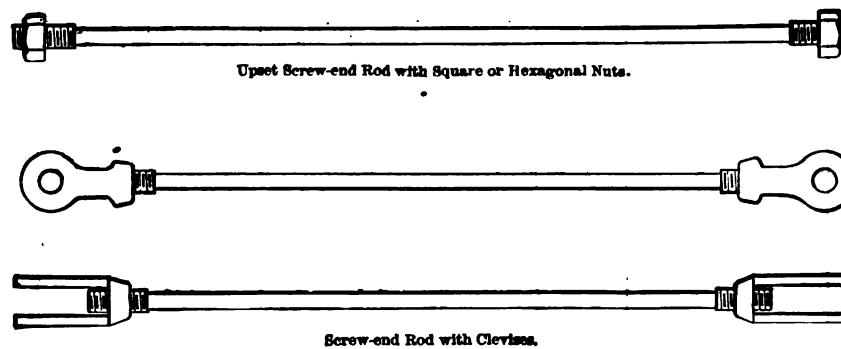 Upset Screw-end Rod with Square or Hexagonal Nuts.
Screw-end Rod with Clevises.